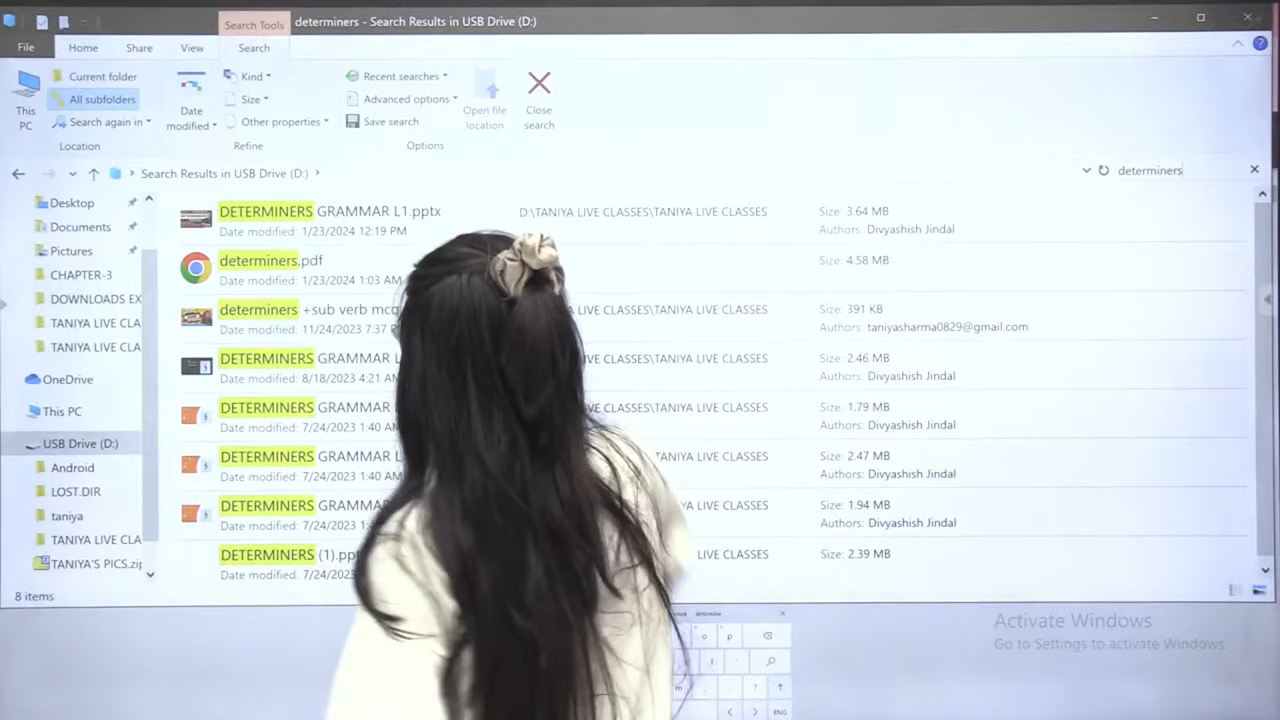 Search Tools
determiners - Search Results in USB Drive (D:)
File
Home
Share
View
Search
This PC
Current folder
All subfolders
Search again in
Location
Date modified
Kind
Size
Other properties
Refine
Recent searches
Advanced options
Save search
Options
Open file location
Close search
Search Results in USB Drive (D:)
determiners
Desktop
Documents
Pictures
CHAPTER-3
DOWNLOADS EX
TANIYA LIVE CLA
TANIYA LIVE CLA
OneDrive
This PC
USB Drive (D:)
Android
LOST.DIR
taniya
TANIYA LIVE CLA
TANIYA'S PICS.zip
8 items
DETERMINERS GRAMMAR L1.pptx D:\TANIYA LIVE CLASSES\TANIYA LIVE CLASSES Size: 3.64 MB
Date modified: 1/23/2024 12:19 PM Authors: Divyashish Jindal
determiners.pdf Size: 4.58 MB
Date modified: 1/23/2024 1:03 AM
determiners +sub verb mcq E CLASSES\TANIYA LIVE CLASSES Size: 391 KB
Date modified: 11/24/2023 7:37 Authors: taniyasharma0829@gmail.com
DETERMINERS GRAMMAR CLASSES\TANIYA LIVE CLASSES Size: 2.46 MB
Date modified: 8/18/2023 4:21 AM Authors: Divyashish Jindal
DETERMINERS GRAMMAR CLASSES\TANIYA LIVE CLASSES Size: 1.79 MB
Date modified: 7/24/2023 1:40 AM Authors: Divyashish Jindal
DETERMINERS GRAMMAR TANIYA LIVE CLASSES Size: 2.47 MB
Date modified: 7/24/2023 1:40 AM Authors: Divyashish Jindal
DETERMINERS GRAMMA YA LIVE CLASSES Size: 1.94 MB
Date modified: 7/24/2023 Authors: Divyashish Jindal
DETERMINERS (1).pp LIVE CLASSES Size: 2.39 MB
Date modified: 7/24/2023
determine
o p
l
m . ? ↑
< > ENG
Activate Windows
Go to Settings to activate Windows.